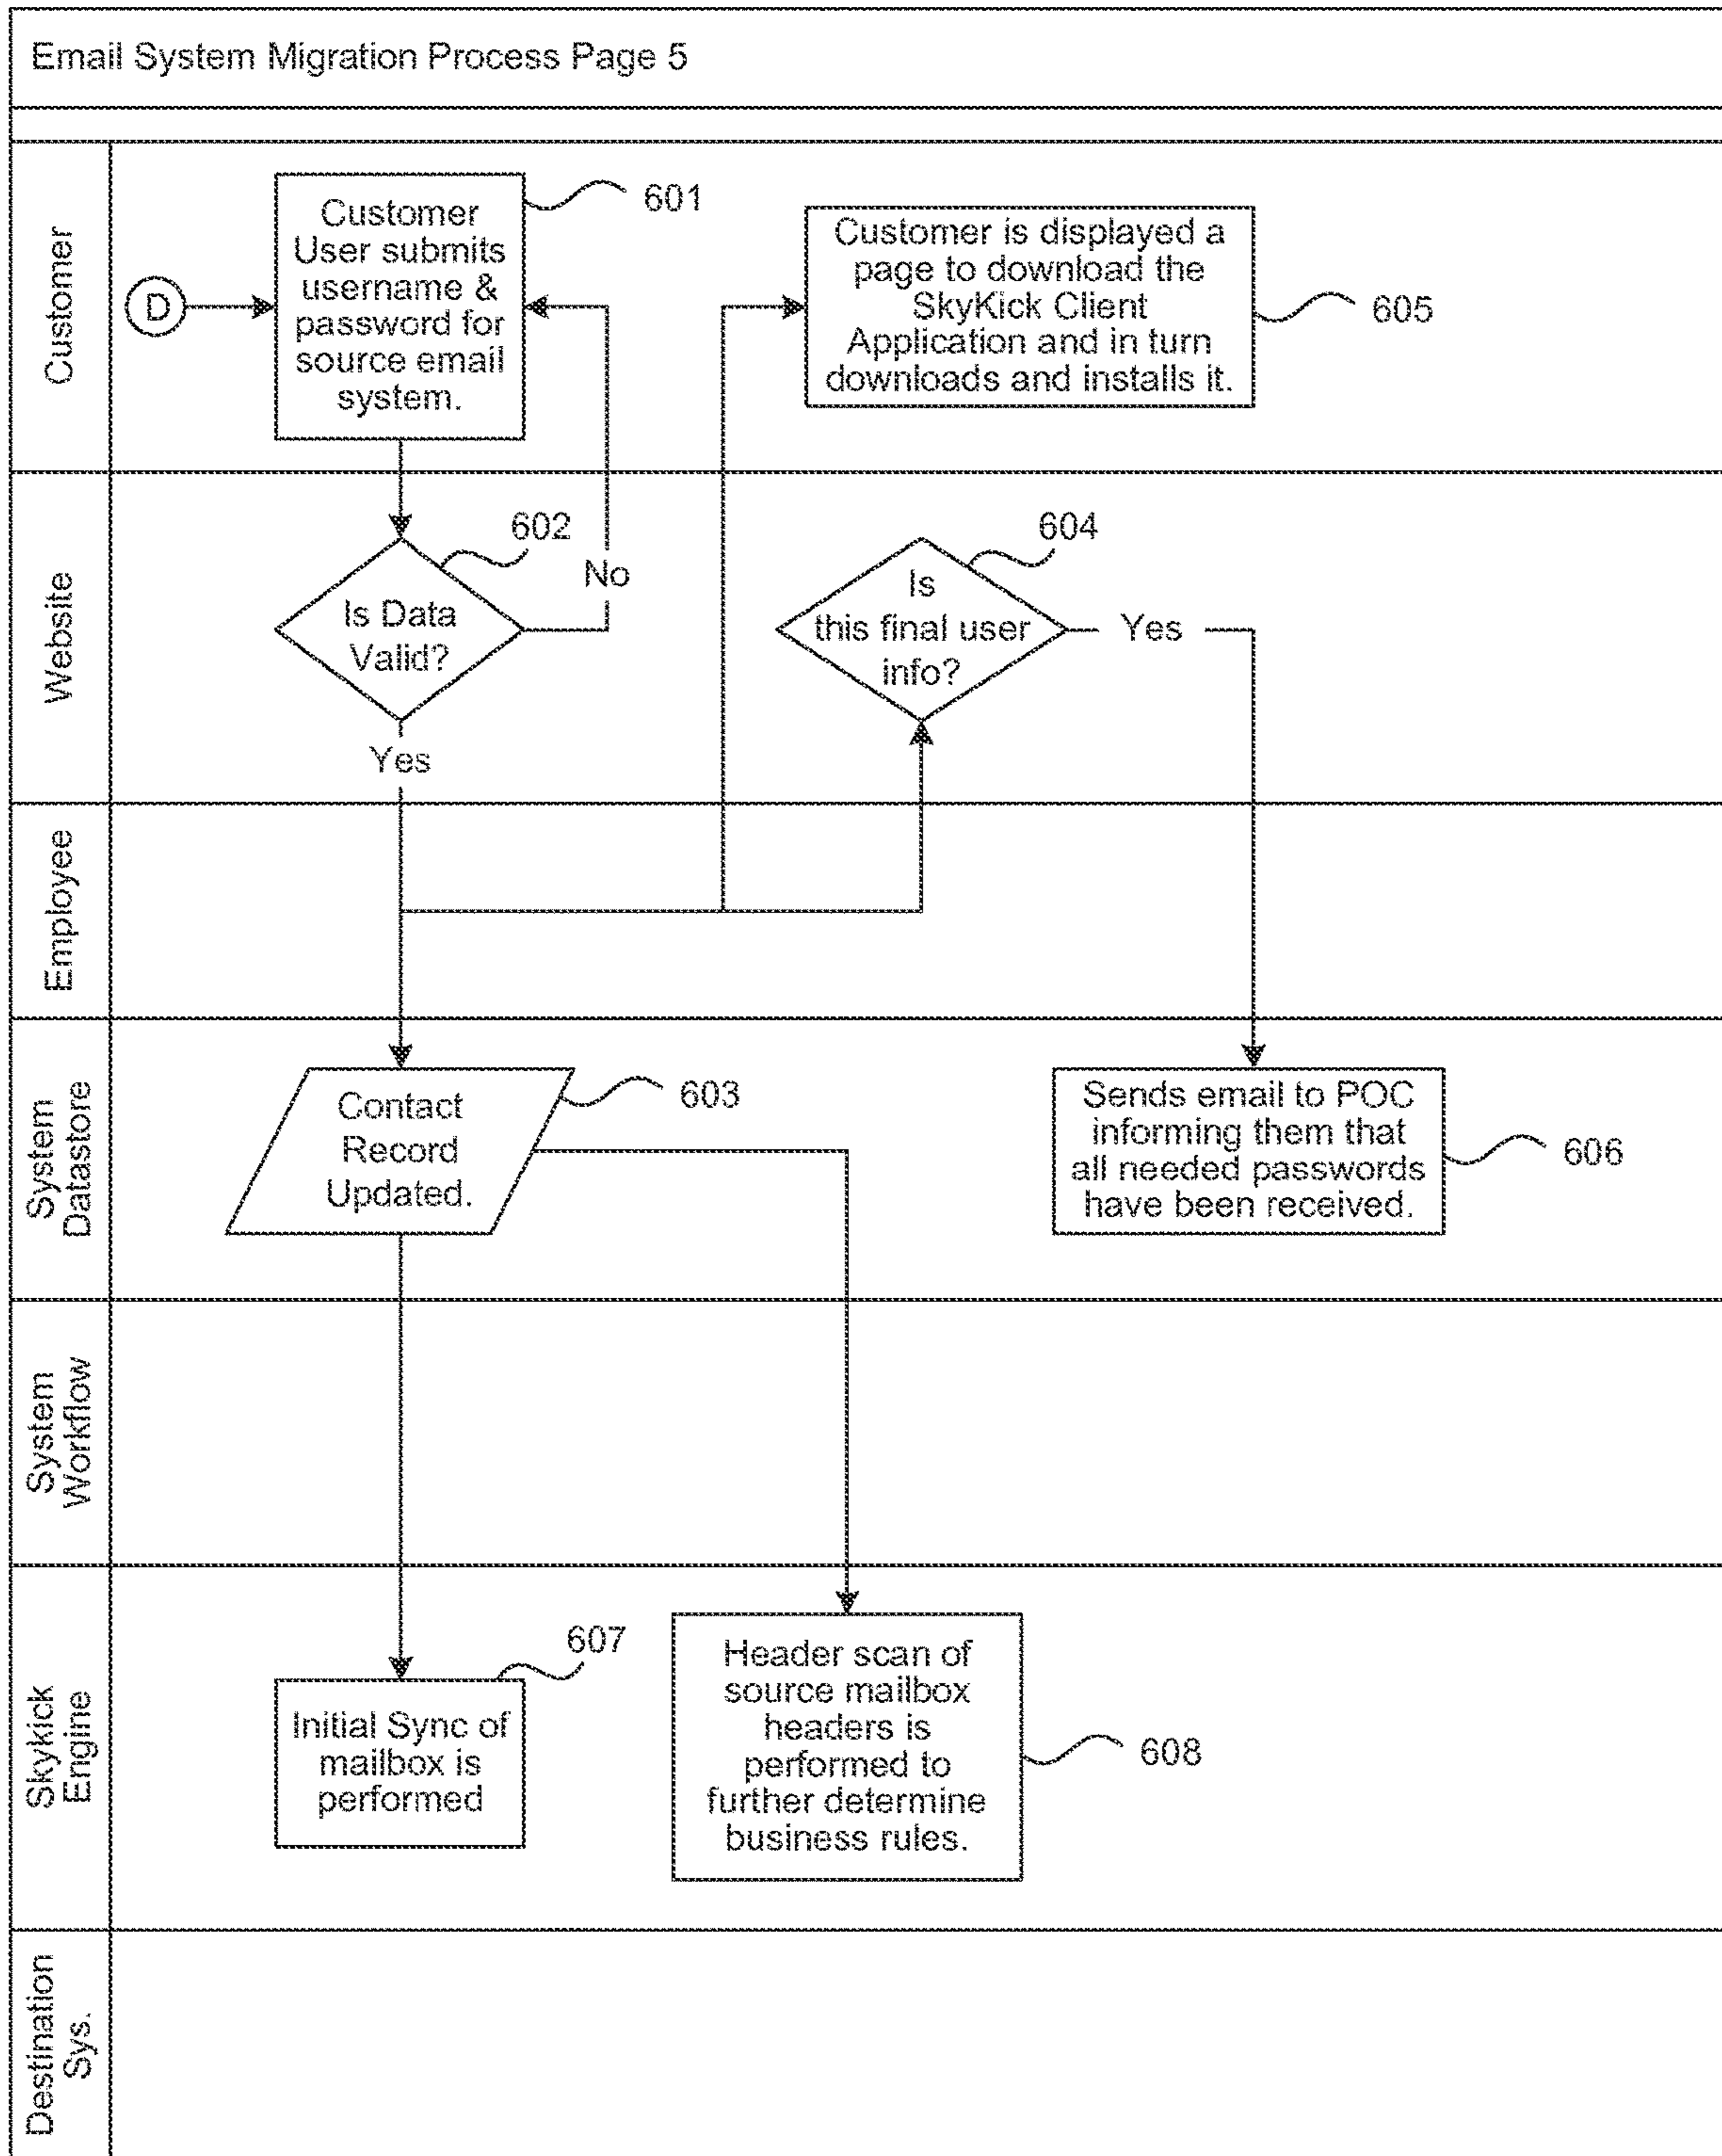 Email System Migration Process Page 5
Customer
D
Customer
User submits
username &
password for
source email
system.
601
Customer is displayed a
page to download the
SkyKick Client
Application and in turn
downloads and installs it.
605
Website
602
Is Data
Valid?
No
Yes
604
Is
this final user
info?
Yes
Employee
System
Datastore
Contact
Record
Updated.
603
Sends email to POC
informing them that
all needed passwords
have been received.
606
System
Workflow
Skykick
Engine
607
Initial Sync of
mailbox is
performed
Header scan of
source mailbox
headers is
performed to
further determine
business rules.
608
Destination
Sys.